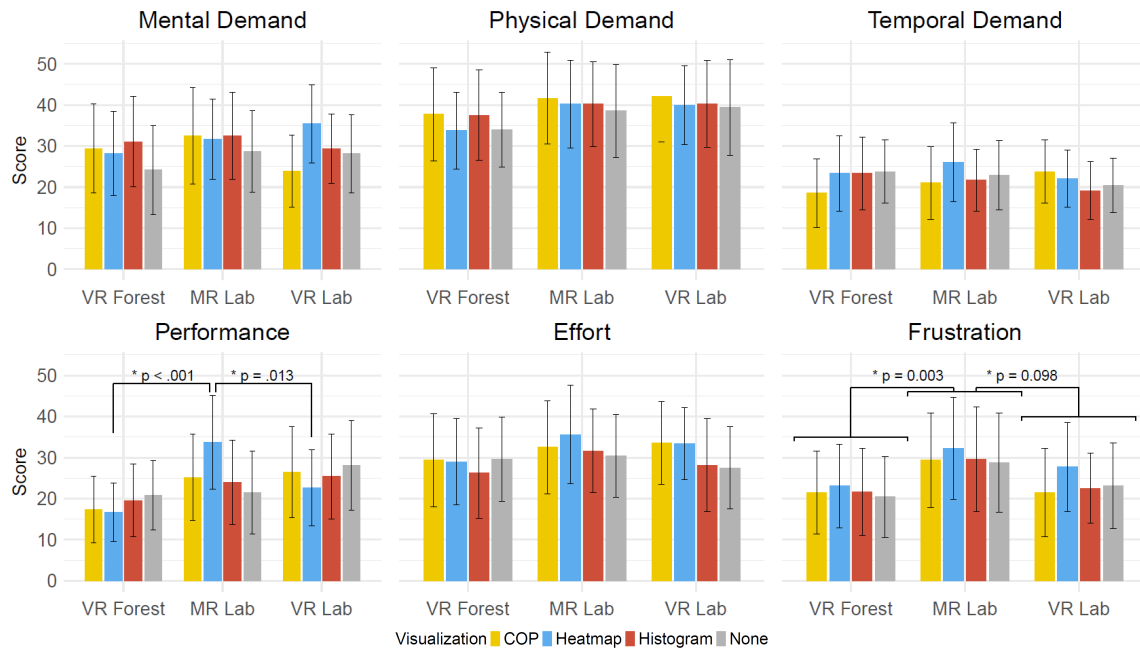 Mental Demand Physical Demand Temporal Demand
Score
50
40
30
20
10
0
VR Forest MR Lab VR Lab VR Forest MR Lab VR Lab VR Forest MR Lab VR Lab
Performance Effort Frustration
Score
50
40
30
20
10
0
* p < .001 * p = .013 * p = 0.003 * p = 0.098
VR Forest MR Lab VR Lab VR Forest MR Lab VR Lab VR Forest MR Lab VR Lab
Visualization COP Heatmap Histogram None